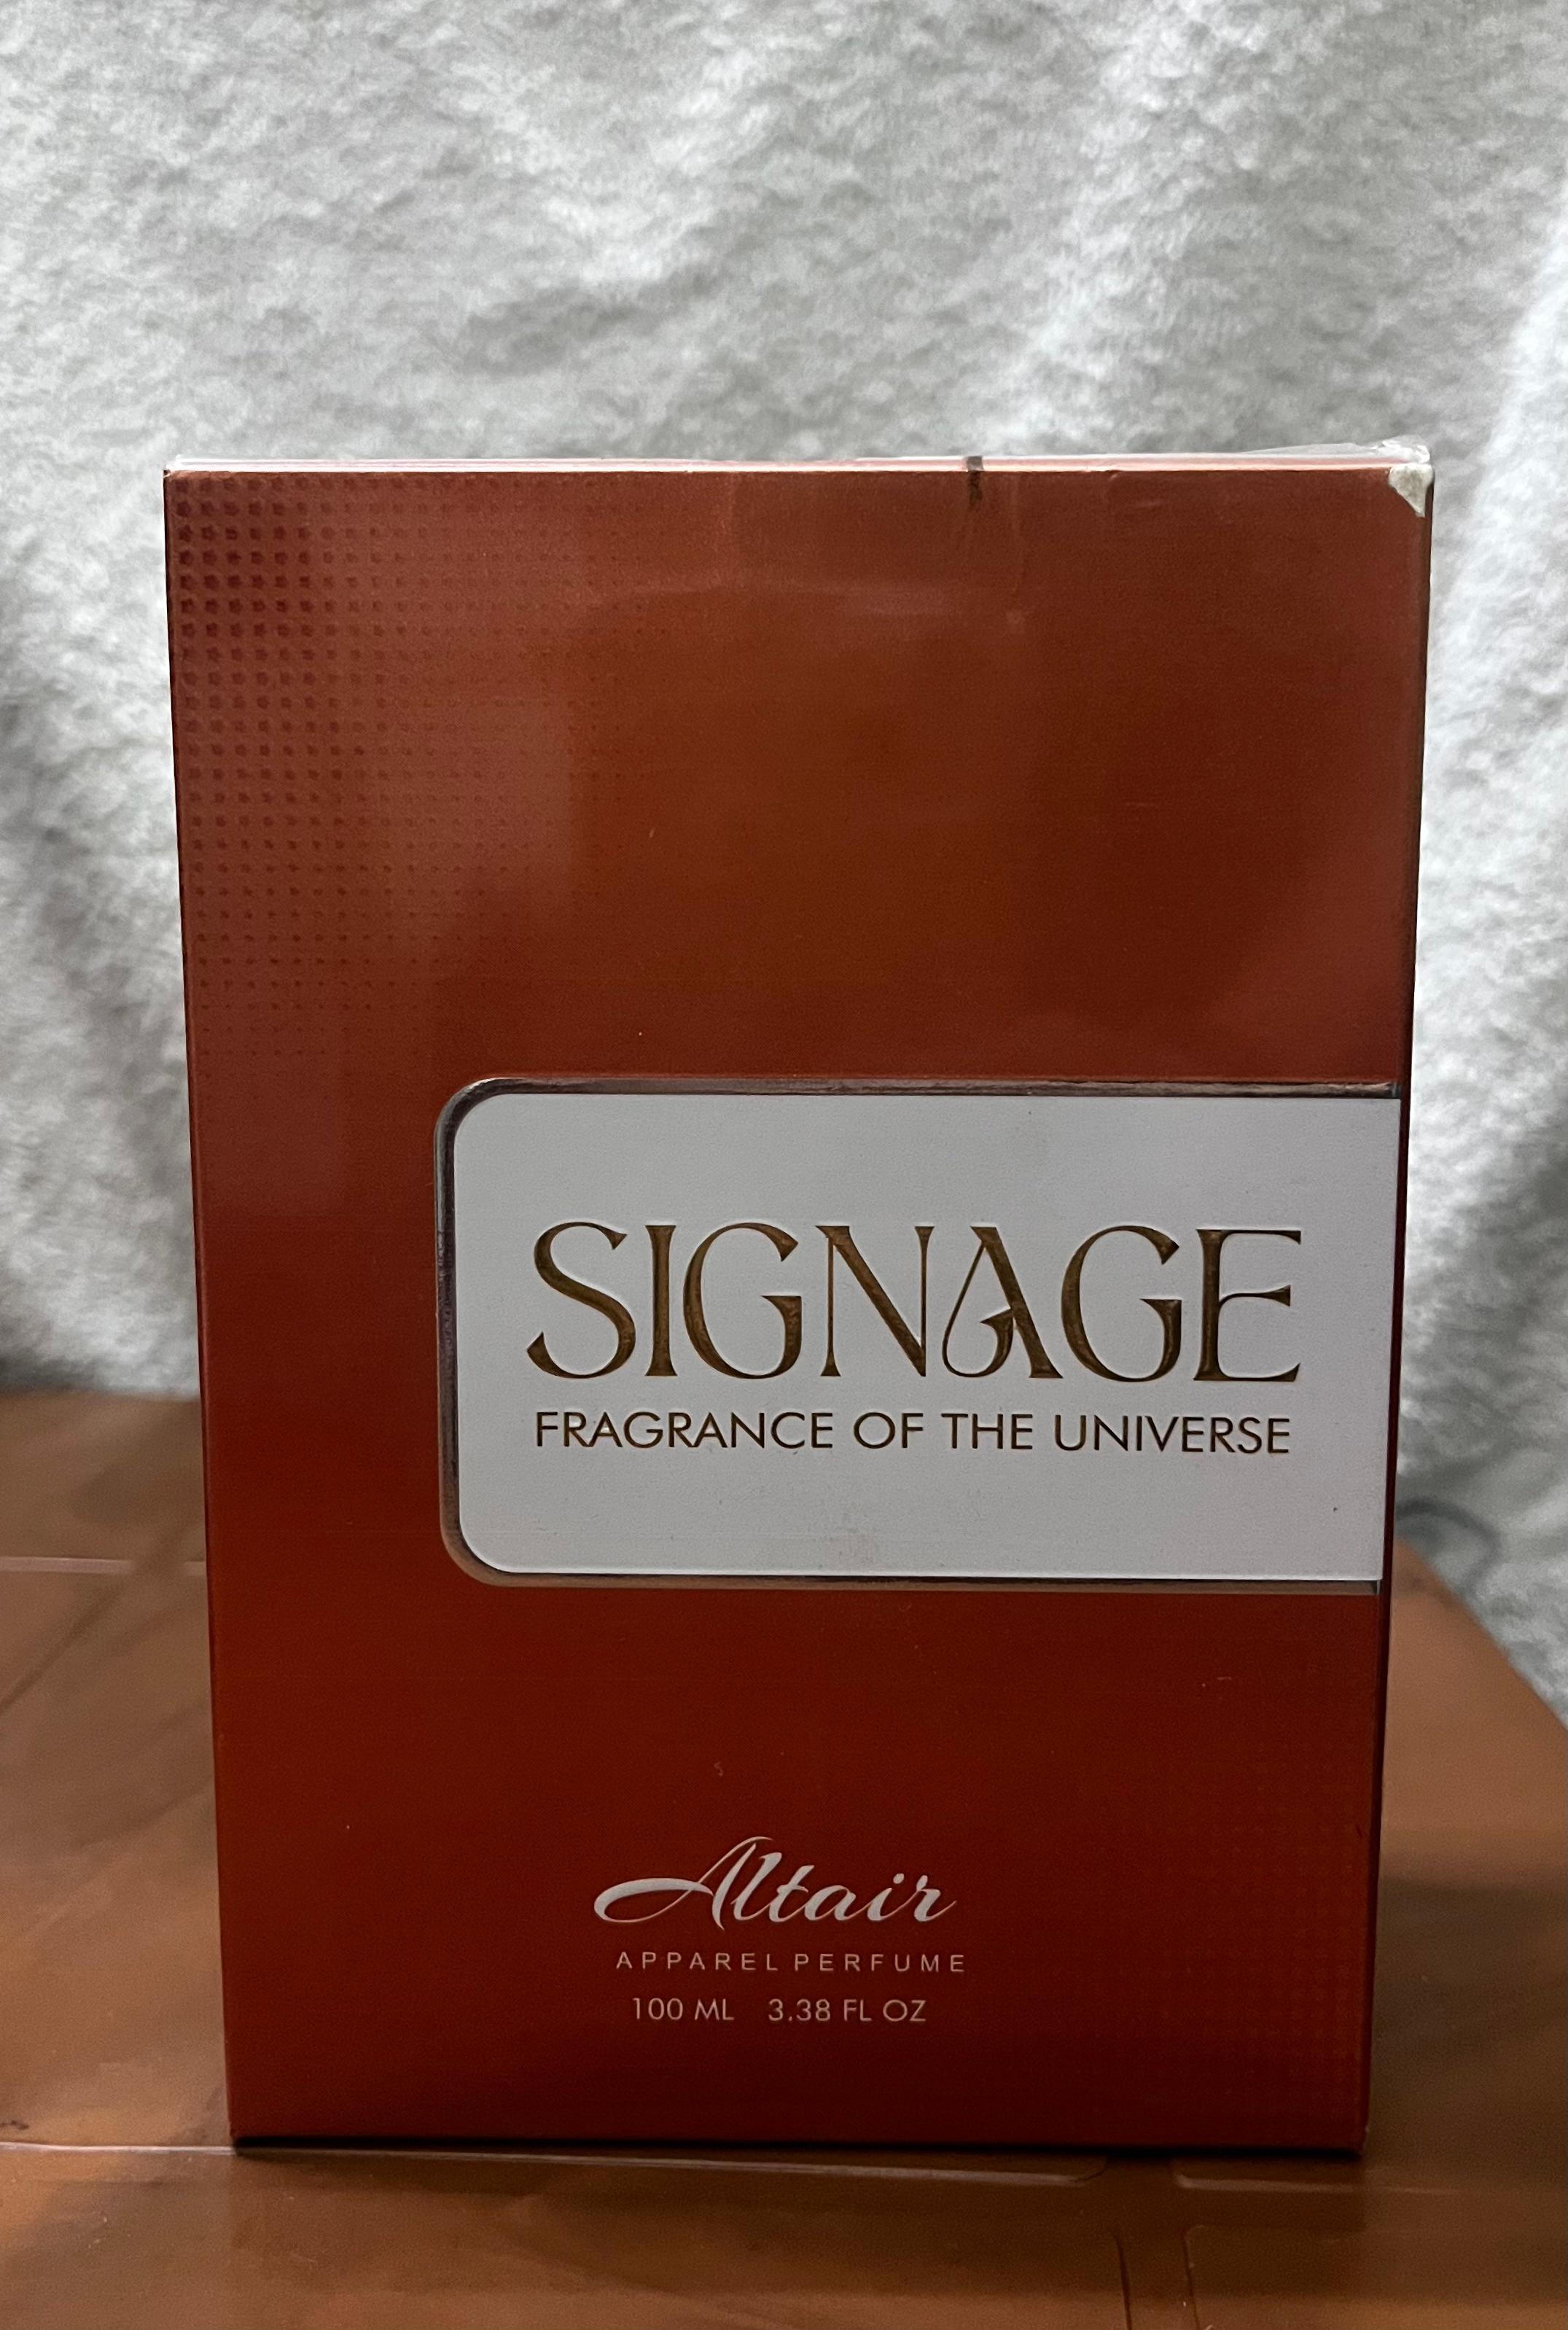 SIGNAGE
FRAGRANCE OF THE UNIVERSE
Altair
APPAREL PERFUME
100 ML 3.38 FL OZ